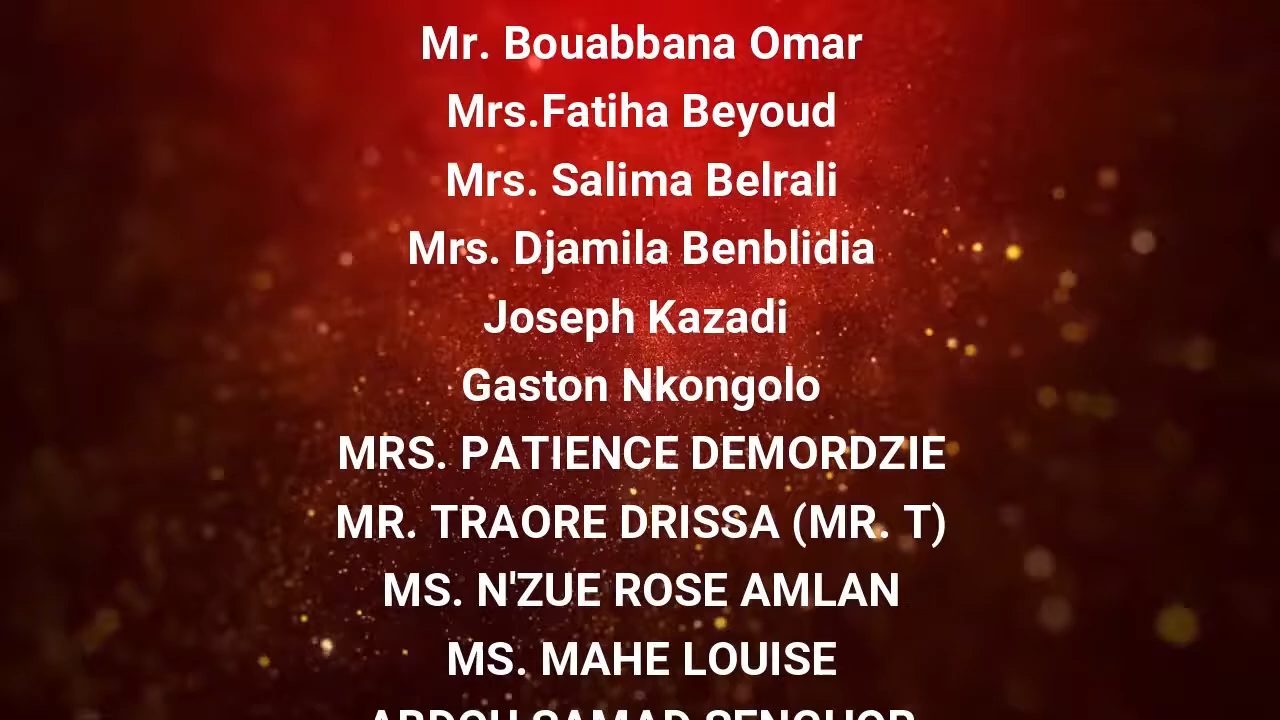 Mr. Bouabbana Omar
Mrs.Fatiha Beyoud
Mrs. Salima Belrali
Mrs. Djamila Benblidia
Joseph Kazadi
Gaston Nkongolo
MRS. PATIENCE DEMORDZIE
MR. TRAORE DRISSA (MR. T)
MS. N'ZUE ROSE AMLAN
MS. MAHE LOUISE